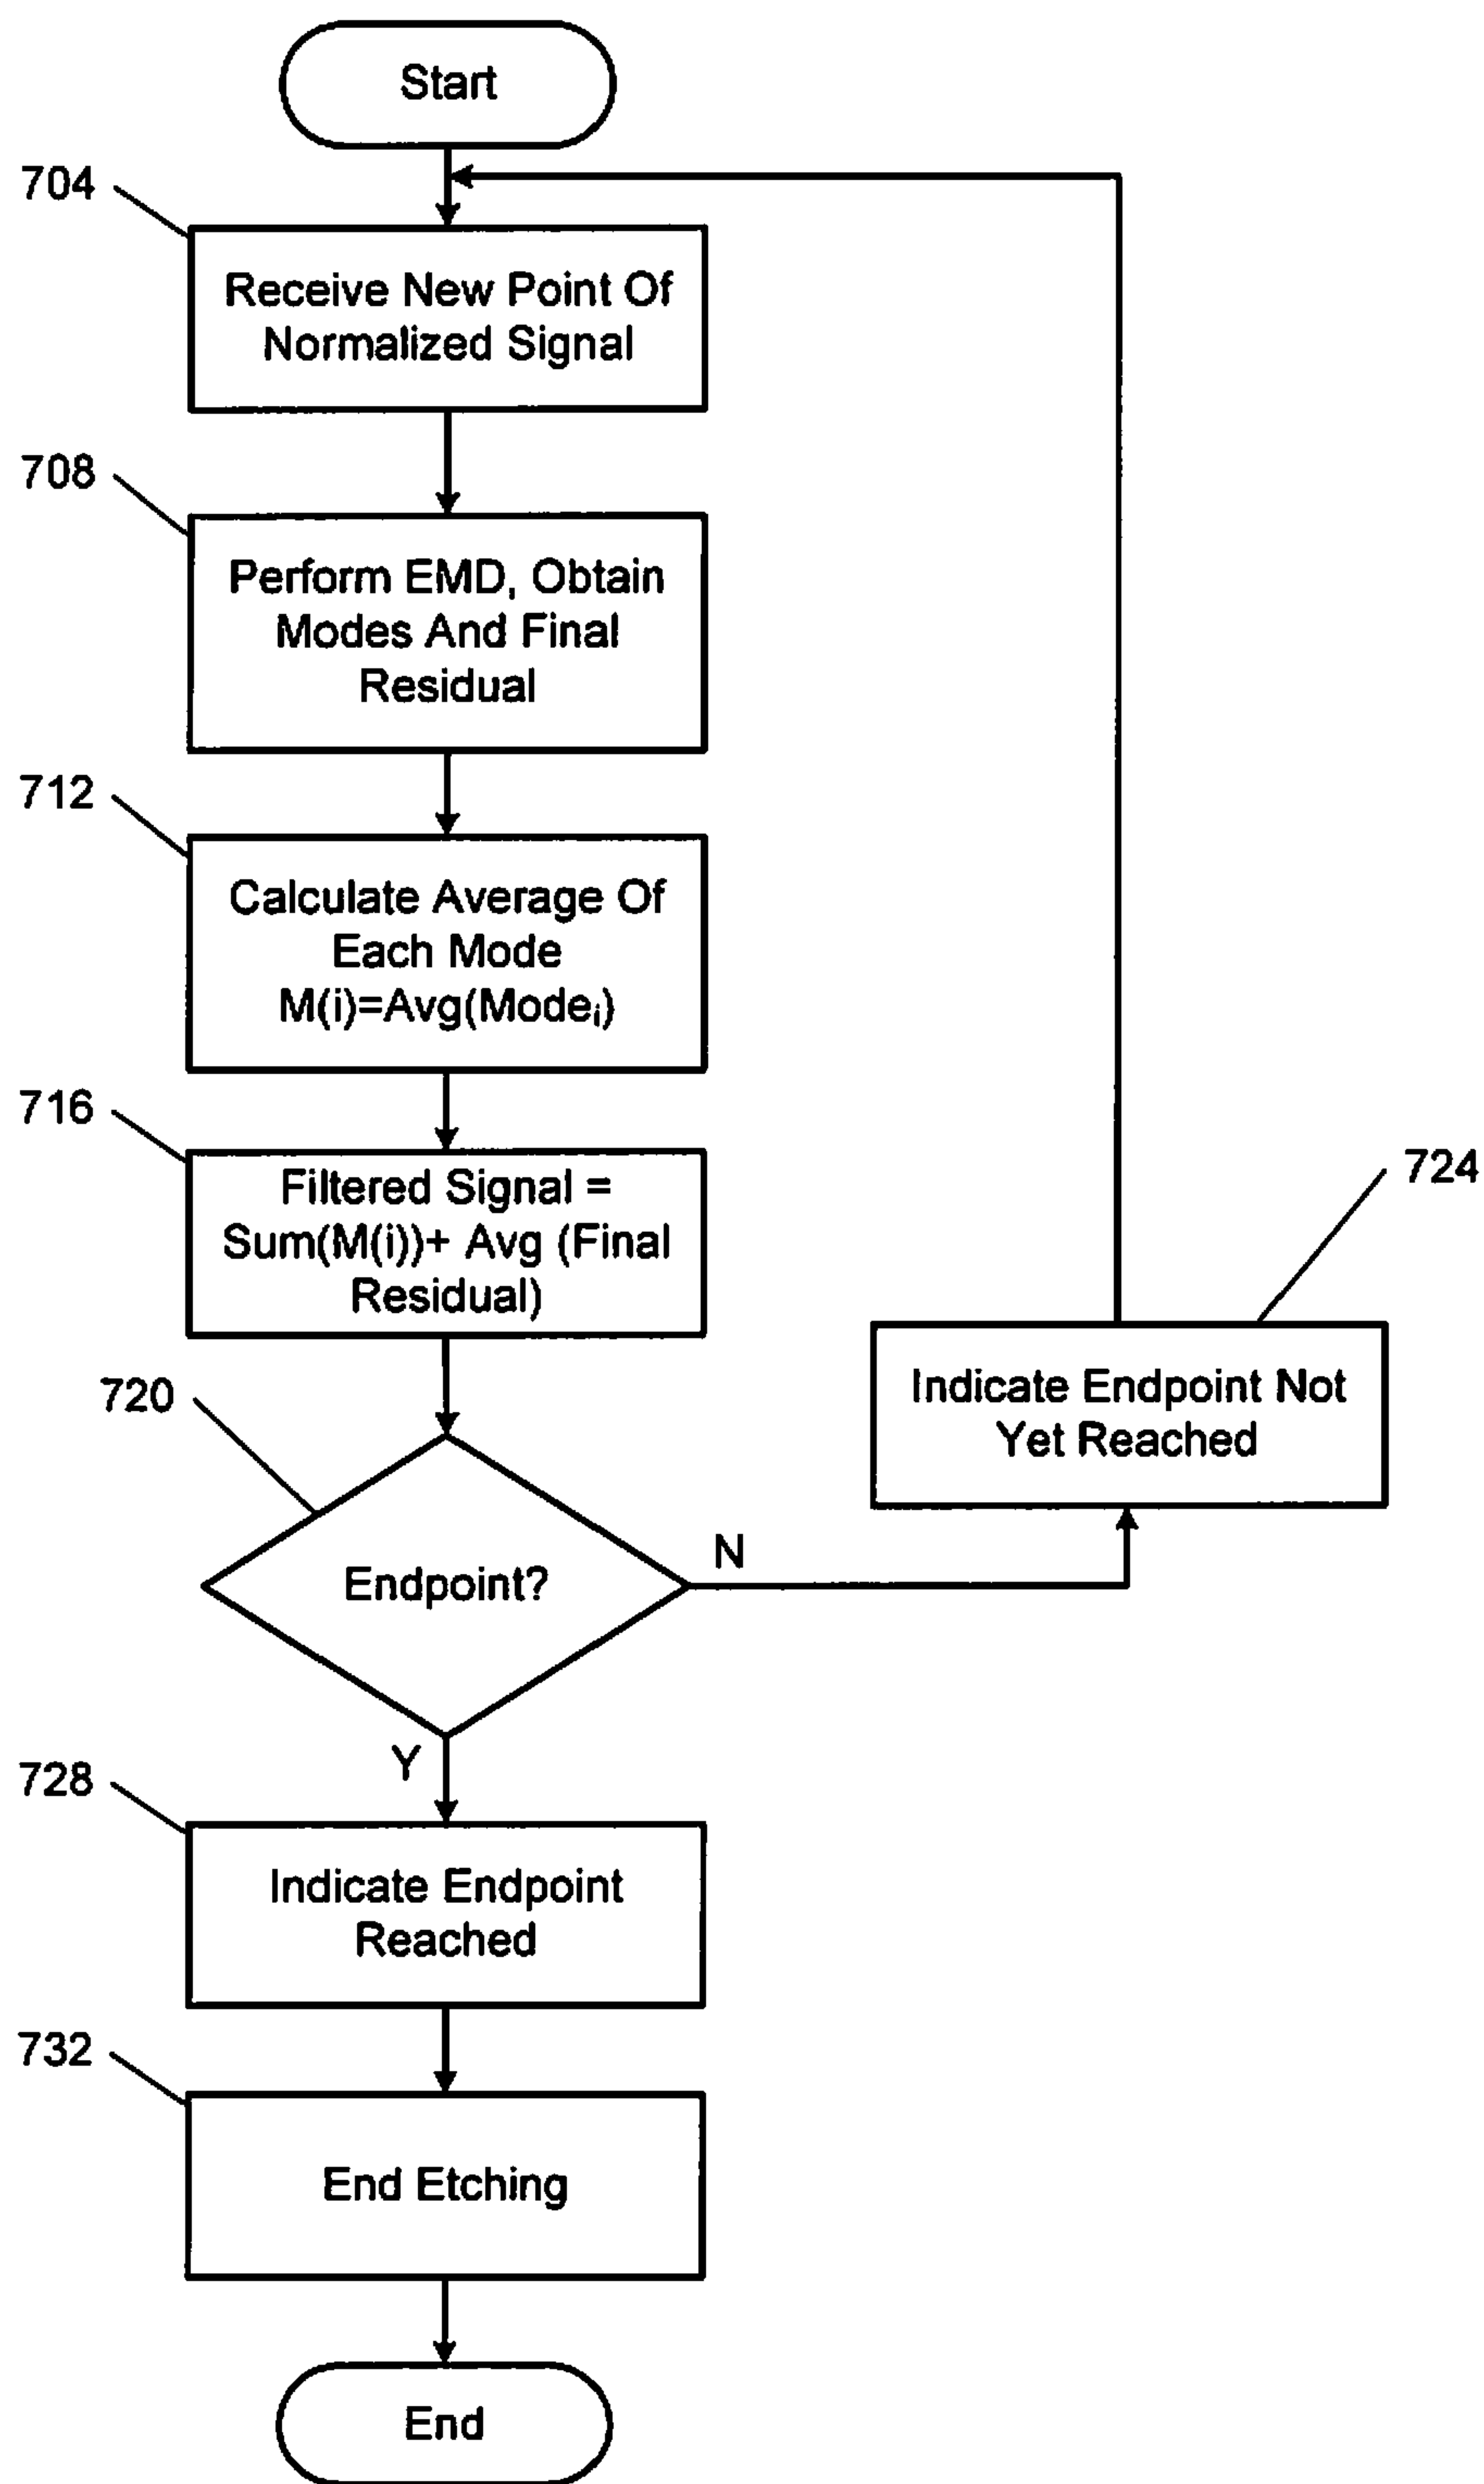 Start
704
Receive New Point Of
Normalized Signal
708
Perform EMD, Obtain
Modes And Final
Residual
712
Calculate Average Of
Each Mode
M(i)=Avg(Modeᵢ)
716
Filtered Signal =
Sum(M(i))+ Avg (Final
Residual)
724
Indicate Endpoint Not
Yet Reached
720
Endpoint?
N
Y
728
Indicate Endpoint
Reached
732
End Etching
End